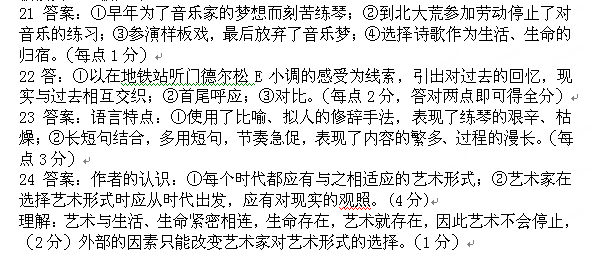 21 答案：①早年为了音乐家的梦想而刻苦练琴；②到北大荒参加劳动停止了对
音乐的练习；③参演样板戏，最后放弃了音乐梦；④选择诗歌作为生活、生命的
归宿。（每点1分）
22 答：①以在地铁站听门德尔松 E 小调的感受为线索，引出对过去的回忆，现
实与过去相互交织；②首尾呼应；③对比。（每点2分，答对两点即可得全分）
23 答案：语言特点：①使用了比喻、拟人的修辞手法，表现了练琴的艰辛、枯
燥；②长短句结合，多用短句，节奏急促，表现了内容的繁多、过程的漫长。（每
点3分）
24 答案：作者的认识：①每个时代都应有与之相适应的艺术形式；②艺术家在
选择艺术形式时应从时代出发，应有对现实的观照。（4分）
理解：艺术与生活、生命紧密相连，生命存在，艺术就存在，因此艺术不会停止，
（2分）外部的因素只能改变艺术家对艺术形式的选择。（1分）